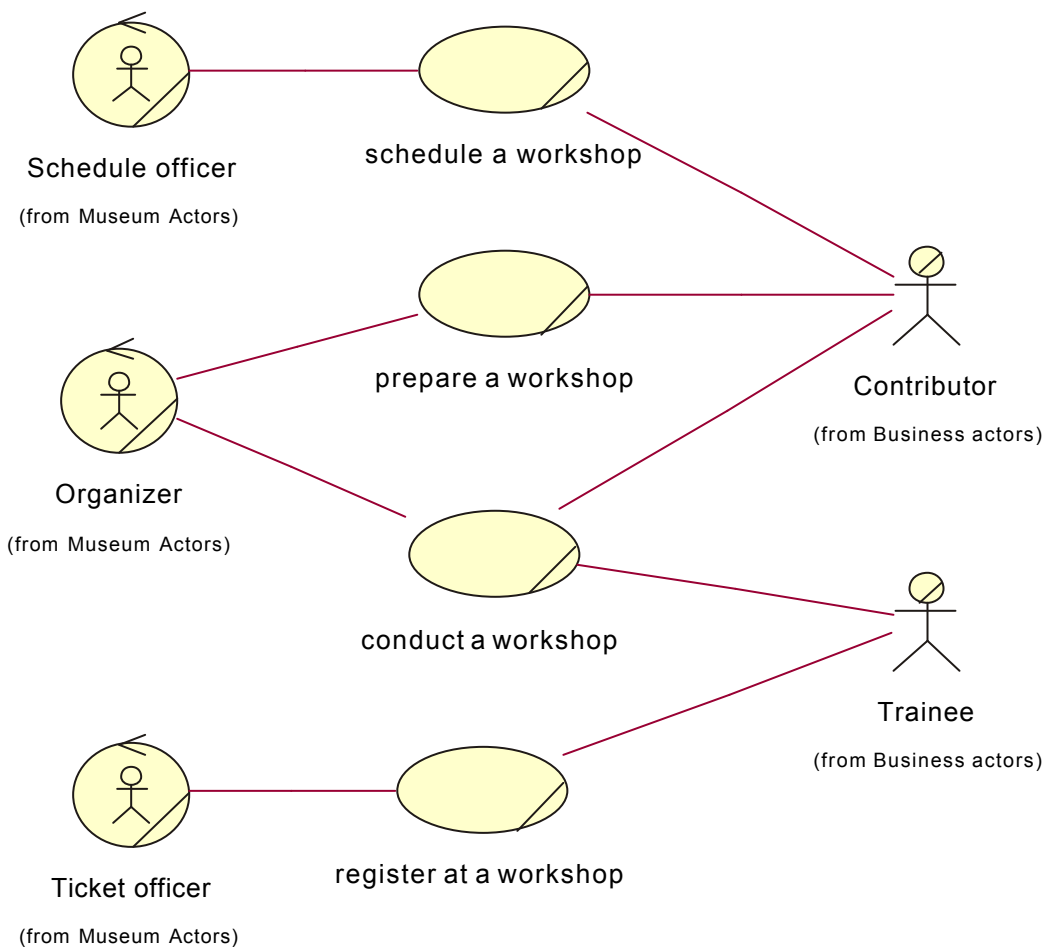 schedule a workshop
Schedule officer
(from Museum Actors)
prepare a workshop
Contributor
(from Business actors)
Organizer
(from Museum Actors)
conduct a workshop
Trainee
(from Business actors)
register at a workshop
Ticket officer
(from Museum Actors)